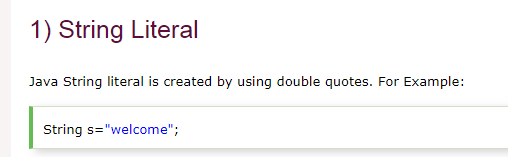 1) String Literal
Java String literal is created by using double quotes. For Example:
String s="welcome";